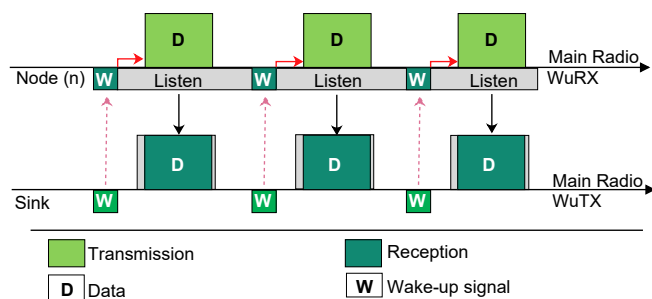 D D D
Main Radio
Node (n) W Listen W Listen W Listen WuRX
D D D
Main Radio
Sink W W W WuTX
Transmission Reception
D Data W Wake-up signal